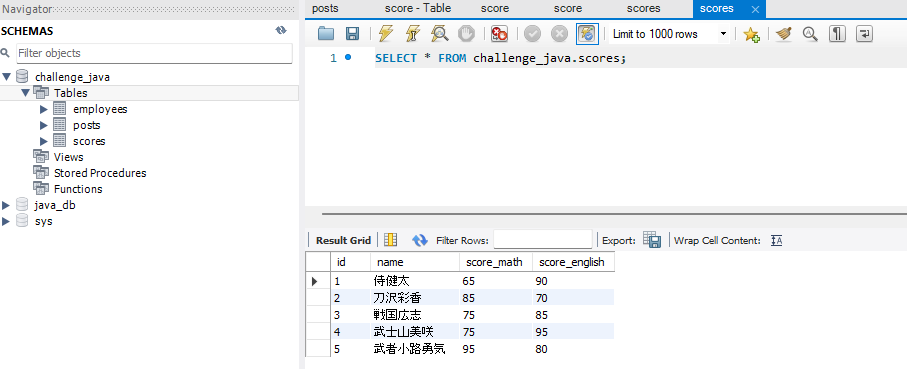 Navigator
SCHEMAS
Filter objects
challenge_java
Tables
employees
posts
scores
Views
Stored Procedures
Functions
java_db
sys
posts score - Table score score scores scores ×
Limit to 1000 rows
1 SELECT * FROM challenge_java.scores;
Result Grid Filter Rows: Export: Wrap Cell Content:
id name score_math score_english
1 侍健太 65 90
2 刀沢彩香 85 70
3 戦国広志 75 85
4 武士山美咲 75 95
5 武者小路勇気 95 80